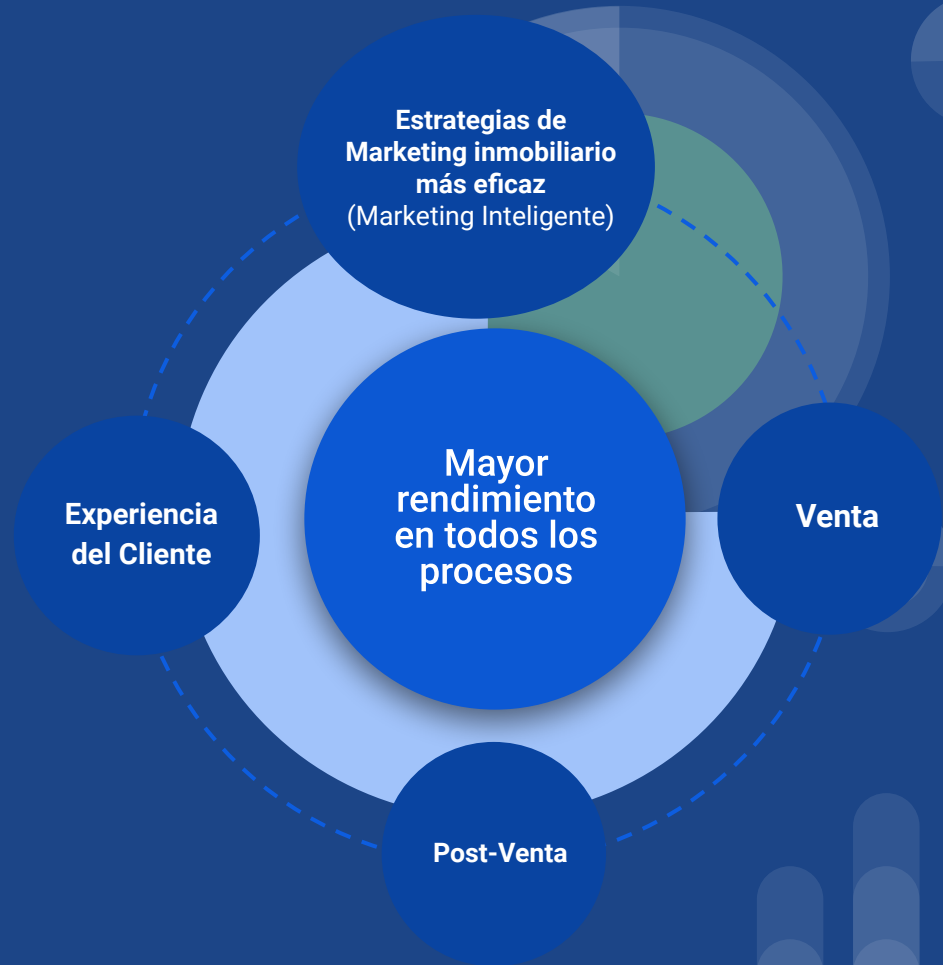 Estrategias de
Marketing inmobiliario
más eficaz
(Marketing Inteligente)
Mayor
rendimiento
en todos los
procesos
Experiencia
del Cliente
Venta
Post-Venta